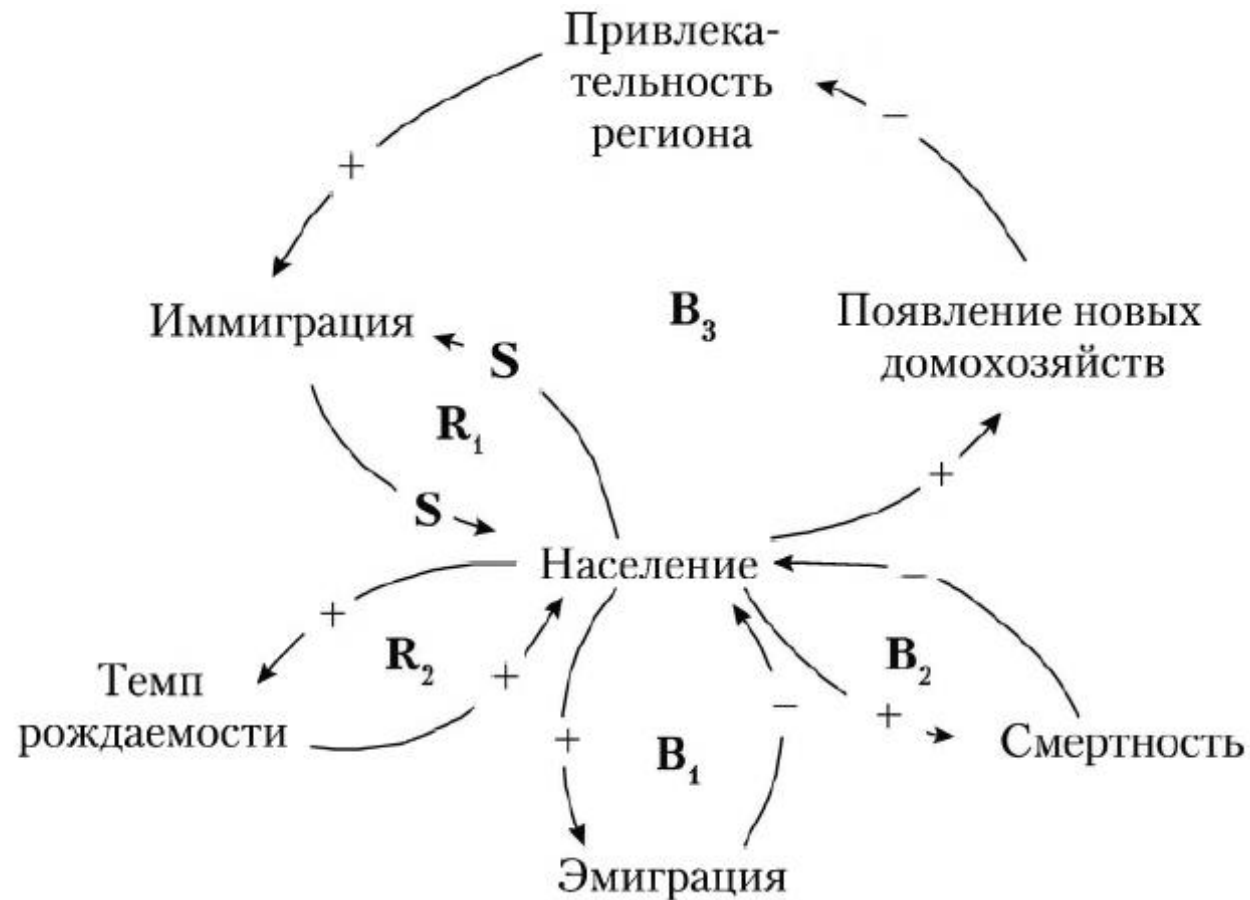 Привлека-
тельность
региона
−
+
Иммиграция
S
B₃
Появление новых
домохозяйств
R₁
S
+
Население
−
+
R₂
+
B₂
Темп
рождаемости
+
B₁
−
+
Смертность
Эмиграция